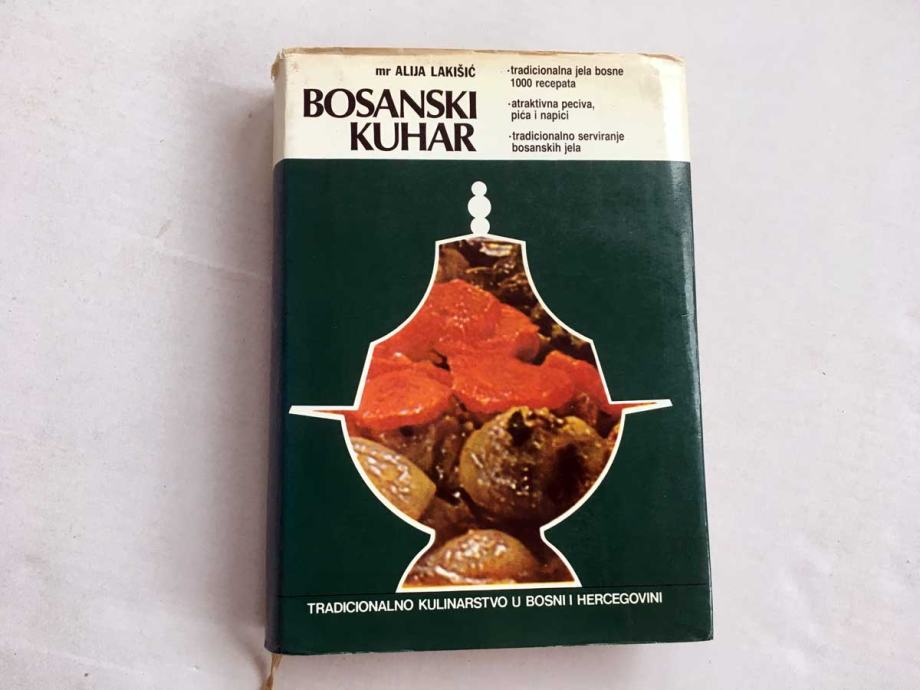 mr ALIJA LAKIŠIĆ
BOSANSKI
KUHAR
·tradicionalna jela bosne
1000 recepata
·atraktivna peciva,
pića i napici
·tradicionalno serviranje
bosanskih jela
TRADICIONALNO KULINARSTVO U BOSNI I HERCEGOVINI